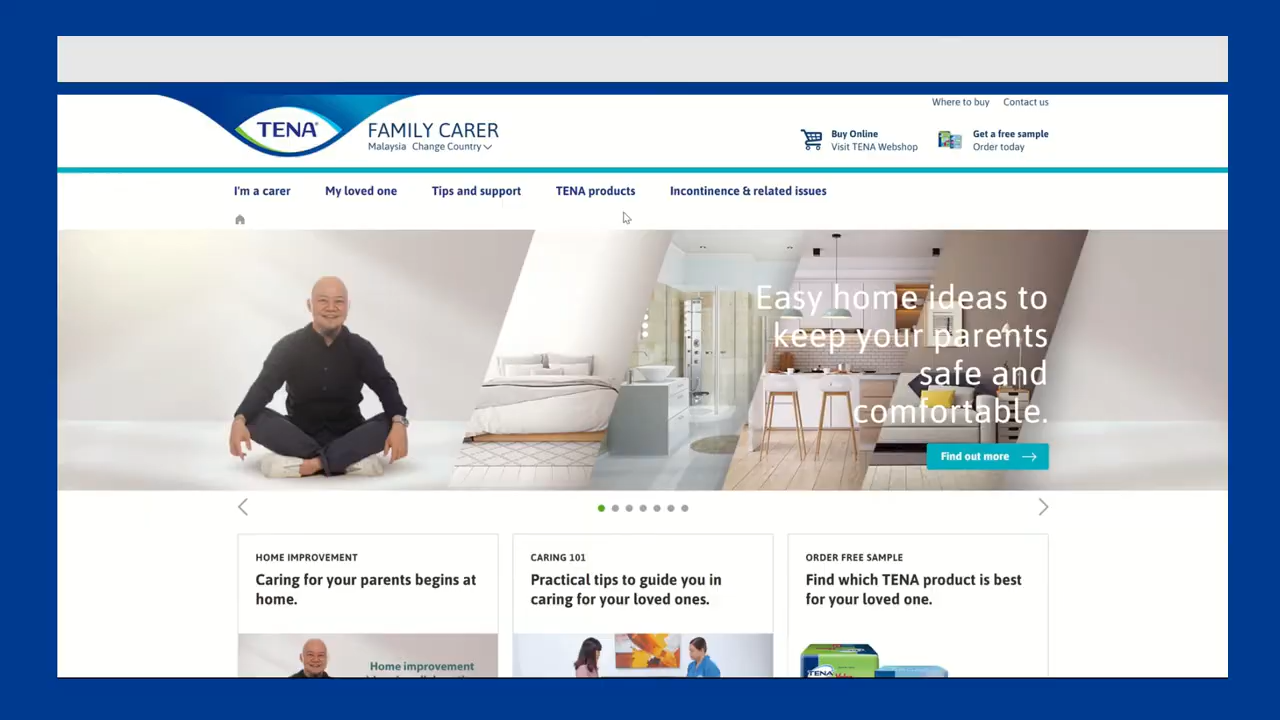 Where to buy Contact us
TENA
FAMILY CARER
Malaysia Change Country
Buy Online
Visit TENA Webshop
Get a free sample
Order today
I'm a carer My loved one Tips and support TENA products Incontinence & related issues
Easy home ideas to
keep your parents
safe and
comfortable.
Find out more
HOME IMPROVEMENT
Caring for your parents begins at
home.
CARING 101
Practical tips to guide you in
caring for your loved ones.
ORDER FREE SAMPLE
Find which TENA product is best
for your loved one.
Home improvement
TENA